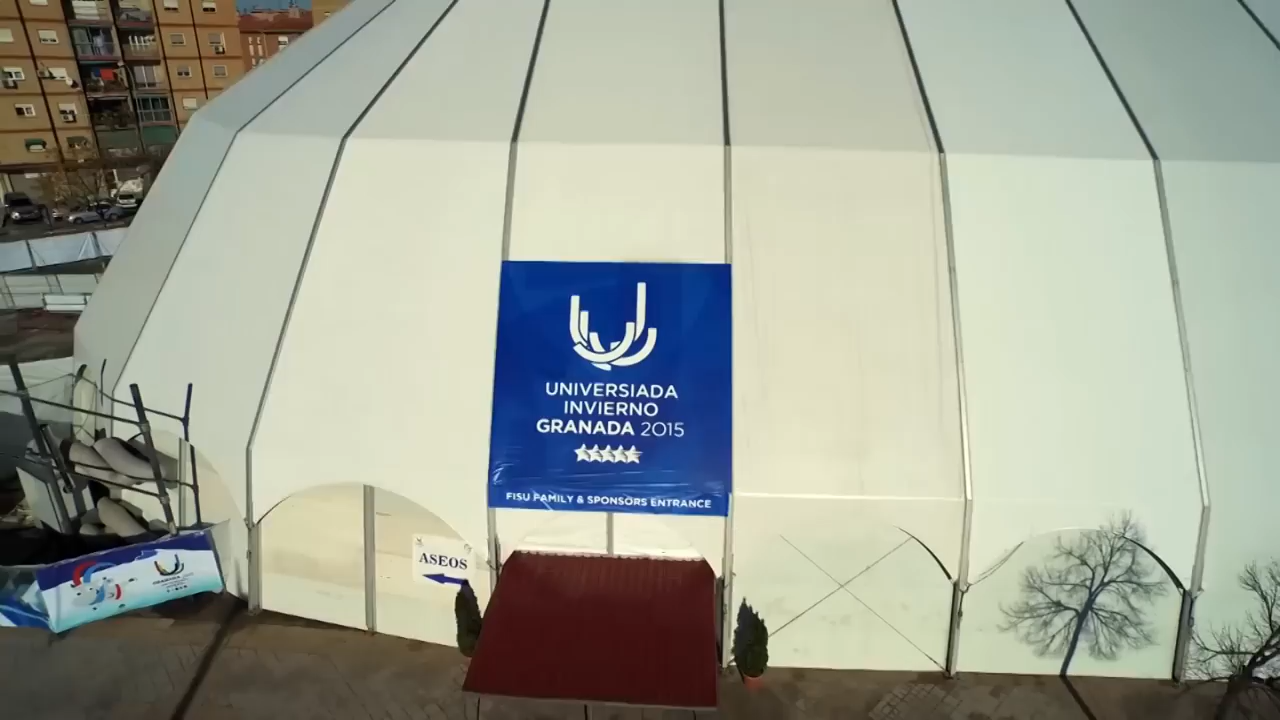 UNIVERSIADA
INVIERNO
GRANADA 2015
FISU FAMILY & SPONSORS ENTRANCE
ASEOS